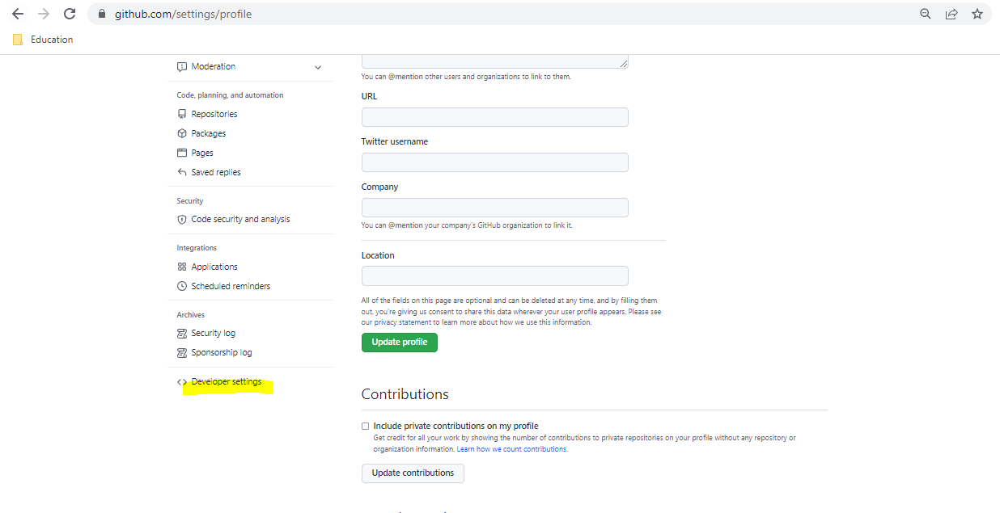 github.com/settings/profile
Education
Moderation
Code, planning, and automation
Repositories
Packages
Pages
Saved replies
Security
Code security and analysis
Integrations
Applications
Scheduled reminders
Archives
Security log
Sponsorship log
Developer settings
You can @mention other users and organizations to link to them.
URL
Twitter username
Company
You can @mention your company's GitHub organization to link it.
Location
All of the fields on this page are optional and can be deleted at any time, and by filling them
out, you're giving us consent to share this data wherever your user profile appears. Please see
our privacy statement to learn more about how we use this information.
Update profile
Contributions
Include private contributions on my profile
Get credit for all your work by showing the number of contributions to private repositories on your profile without any repository or
organization information. Learn how we count contributions.
Update contributions